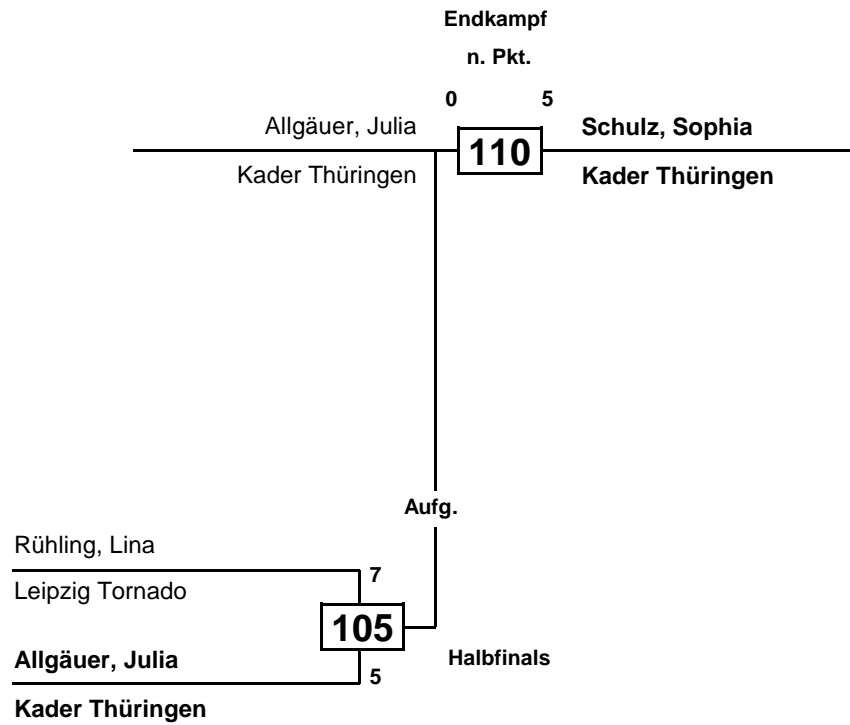 Endkampf
n. Pkt.
0 5
Allgäuer, Julia 110 Schulz, Sophia
Kader Thüringen Kader Thüringen
Aufg.
Rühling, Lina
7
Leipzig Tornado
105
Allgäuer, Julia Halbfinals
5
Kader Thüringen